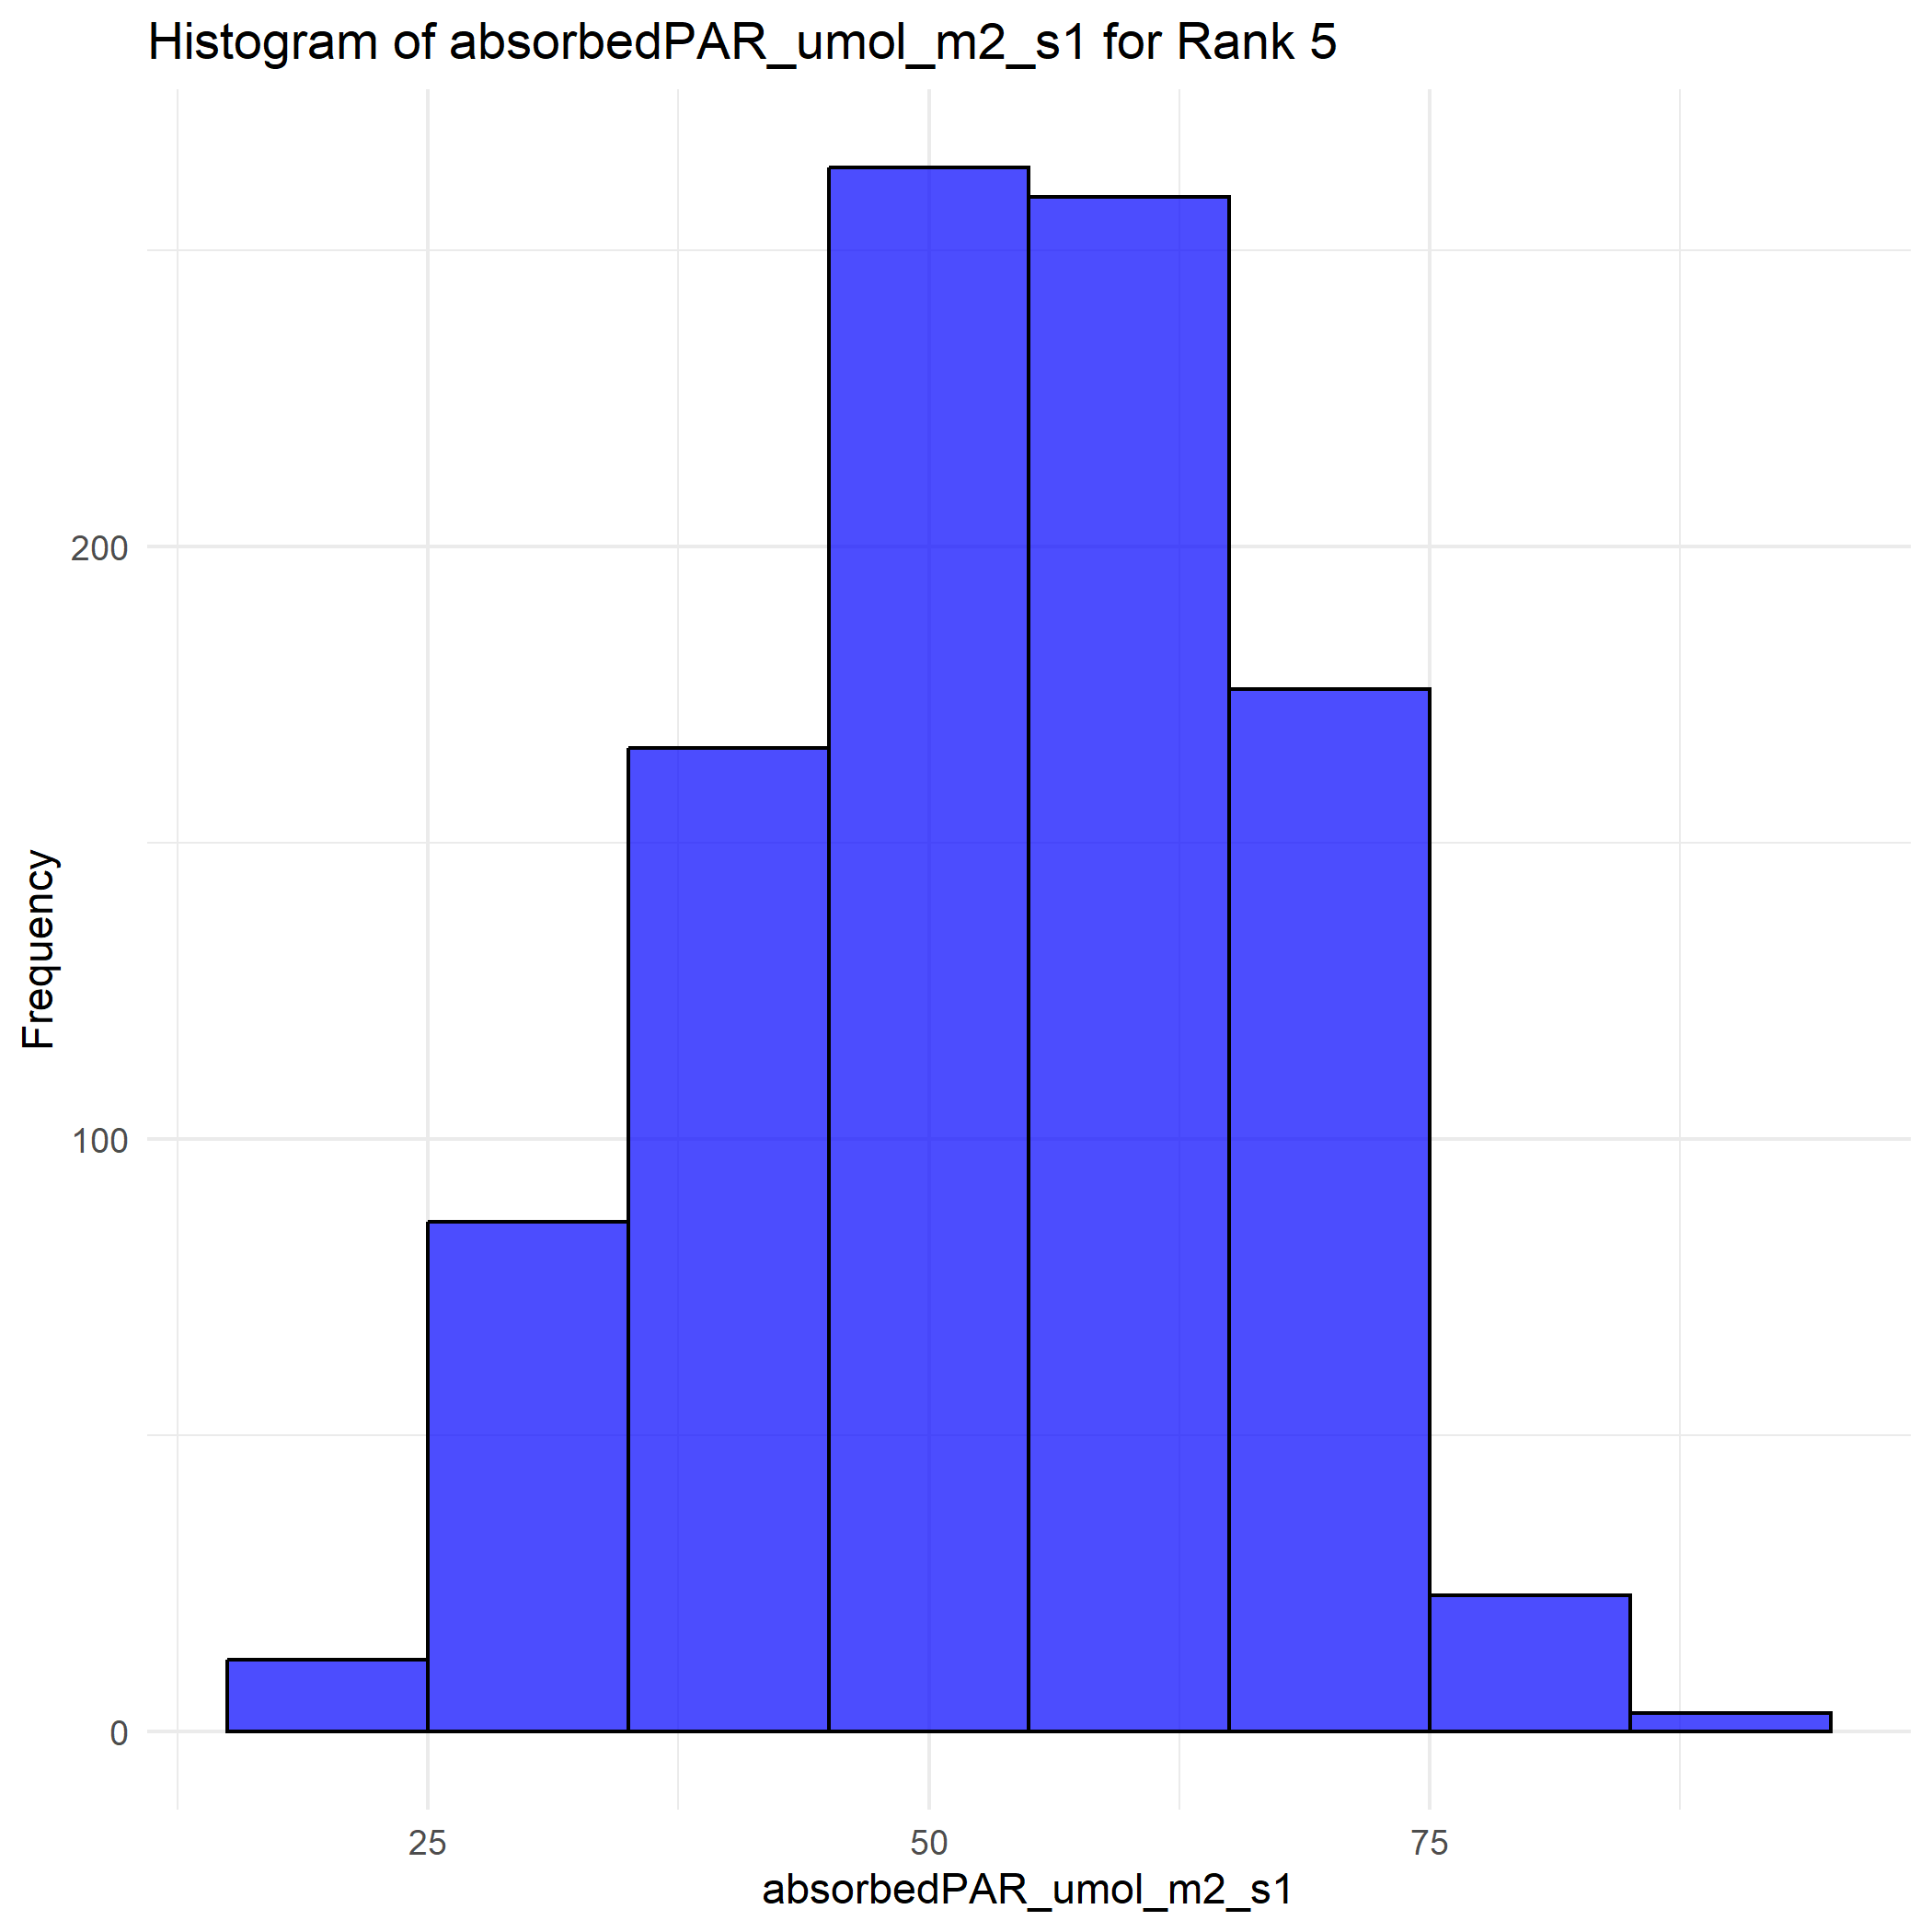 Histogram of absorbedPAR_umol_m2_s1 for Rank 5
Frequency
200
100
0
25 50 75
absorbedPAR_umol_m2_s1